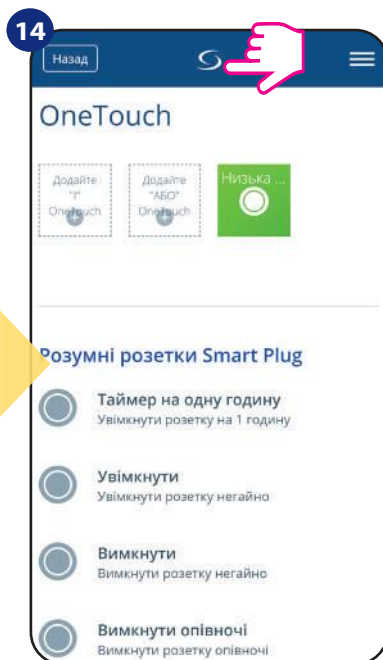 14
Назад
OneTouch
Додайте
"І"
OneTouch
Додайте
"АБО"
OneTouch
Низька ...
Розумні розетки Smart Plug
Таймер на одну годину
Увімкнути розетку на 1 годину
Увімкнути
Увімкнути розетку негайно
Вимкнути
Вимкнути розетку негайно
Вимкнути опівночі
Вимкнути розетку опівночі